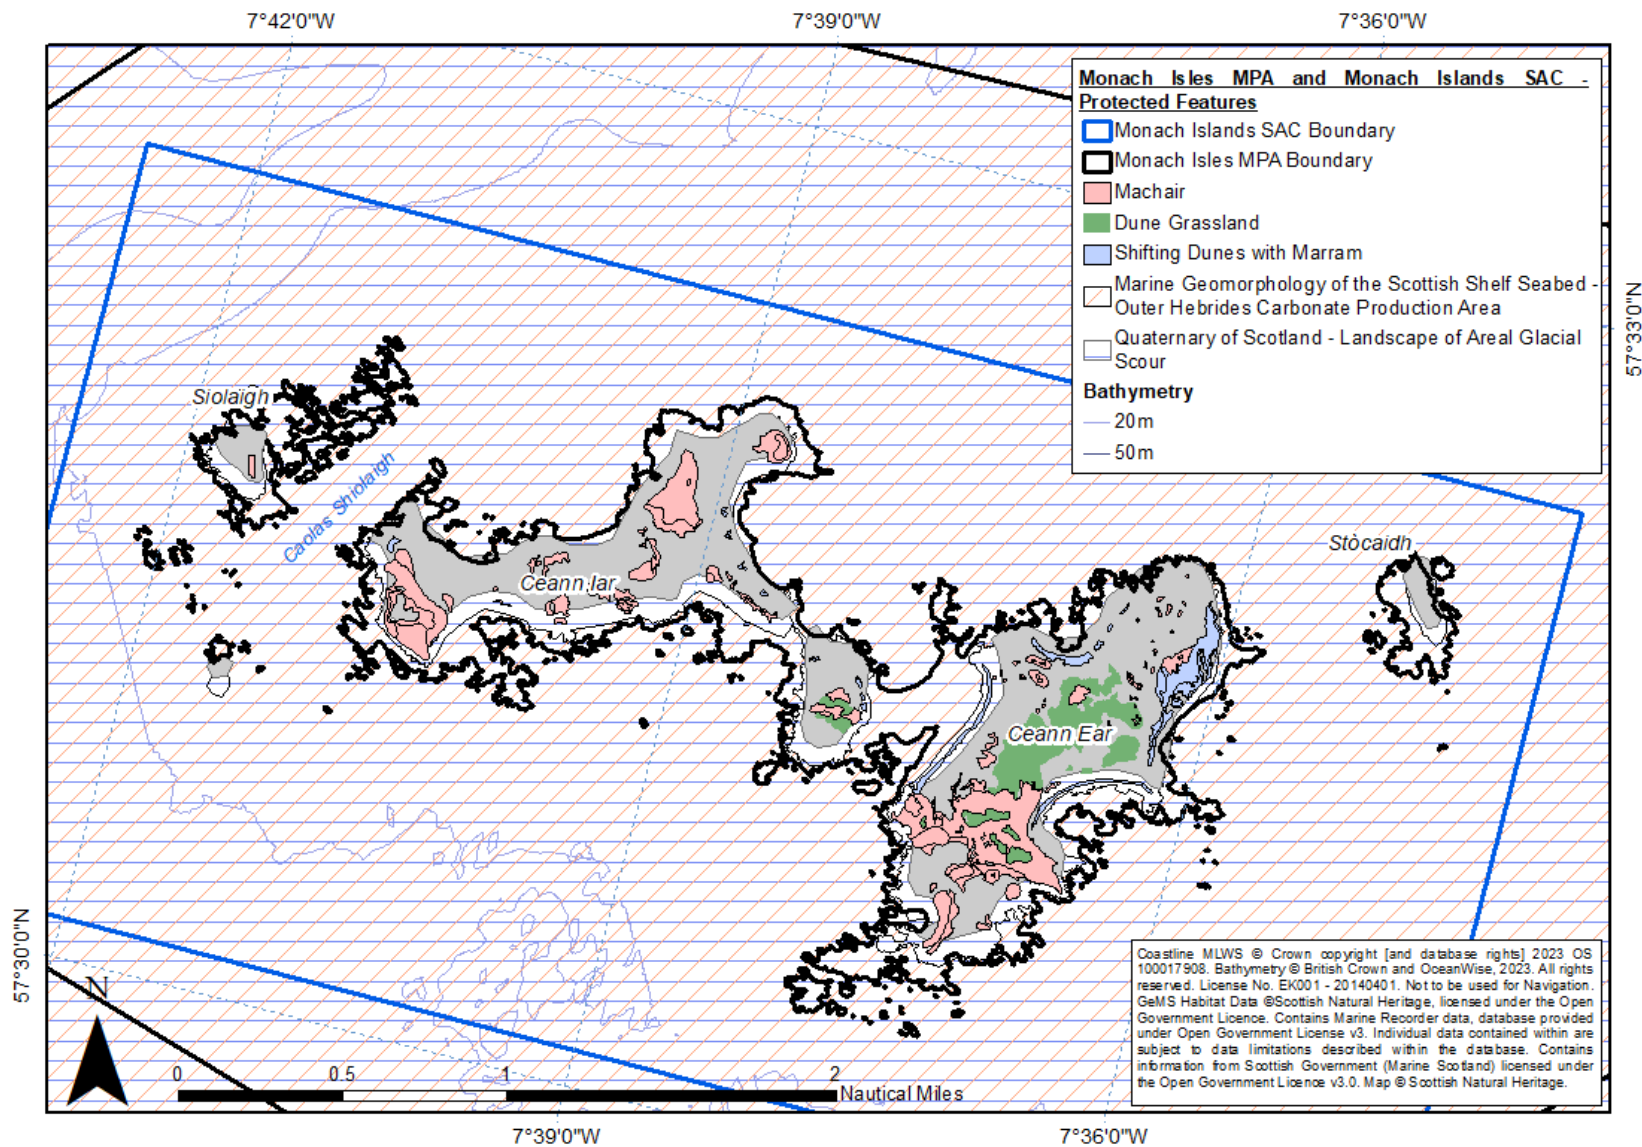 7°42'0"W
7°39'0"W
7°36'0"W
Monach Isles MPA and Monach Islands SAC -
Protected Features
Monach Islands SAC Boundary
Monach Isles MPA Boundary
Machair
Dune Grassland
Shifting Dunes with Marram
Marine Geomorphology of the Scottish Shelf Seabed -
Outer Hebrides Carbonate Production Area
Quaternary of Scotland - Landscape of Areal Glacial
Scour
Bathymetry
20m
50m
57°33'0"N
Siolaigh
Caolas Shiolaigh
Ceann Iar
Stòcaidh
Ceann Ear
57°30'0"N
N
0
0.5
1
2
Nautical Miles
Coastline MLWS © Crown copyright [and database rights] 2023 OS
100017908. Bathymetry © British Crown and OceanWise, 2023. All rights
reserved. License No. EK001 - 20140401. Not to be used for Navigation.
GeMS Habitat Data ©Scottish Natural Heritage, licensed under the Open
Government Licence. Contains Marine Recorder data, database provided
under Open Government License v3. Individual data contained within are
subject to data limitations described within the database. Contains
information from Scottish Government (Marine Scotland) licensed under
the Open Government Licence v3.0. Map © Scottish Natural Heritage.
7°39'0"W
7°36'0"W